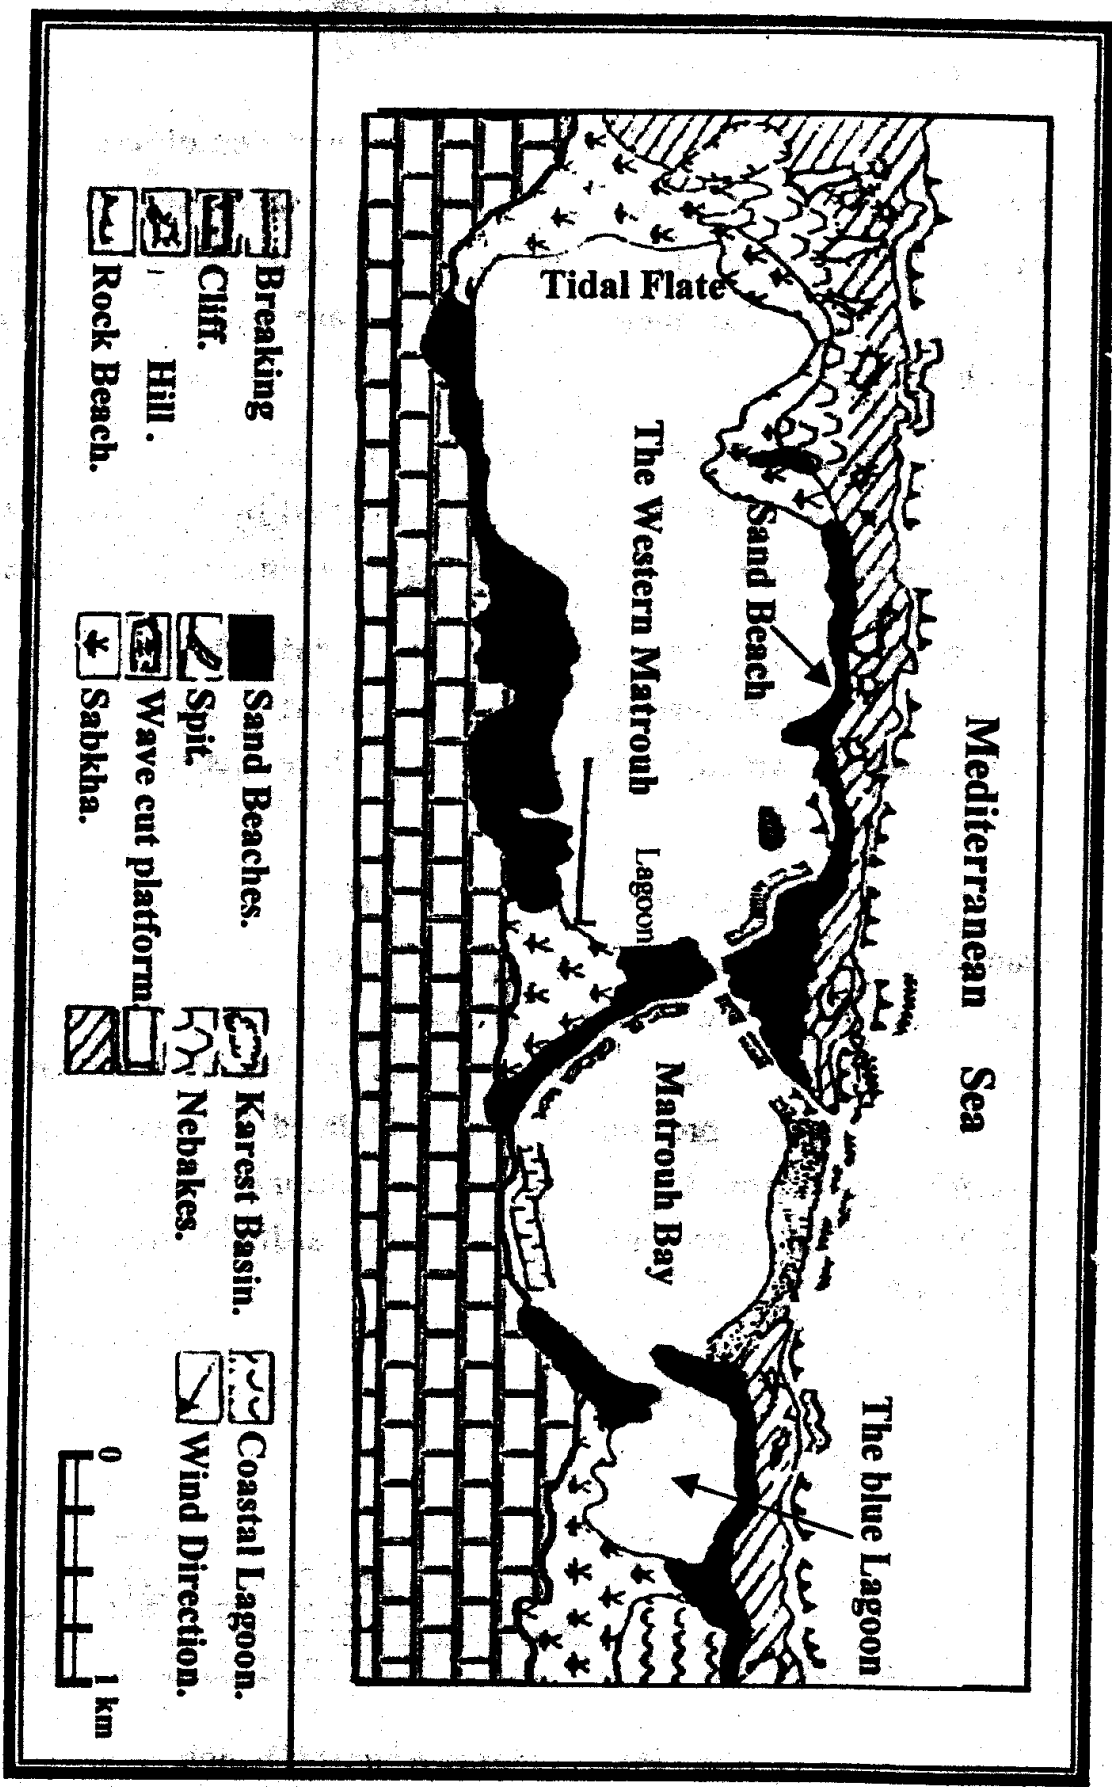 Mediterranean Sea
The blue Lagoon
Sand Beach
Tidal Flate
The Western Matrouh Lagoon
Matrouh Bay
Breaking
Cliff.
Hill .
Rock Beach.
Sand Beaches.
Spit.
Wave cut platform.
Sabkha.
Karest Basin.
Nebakes.
Coastal Lagoon.
Wind Direction.
0 1 km